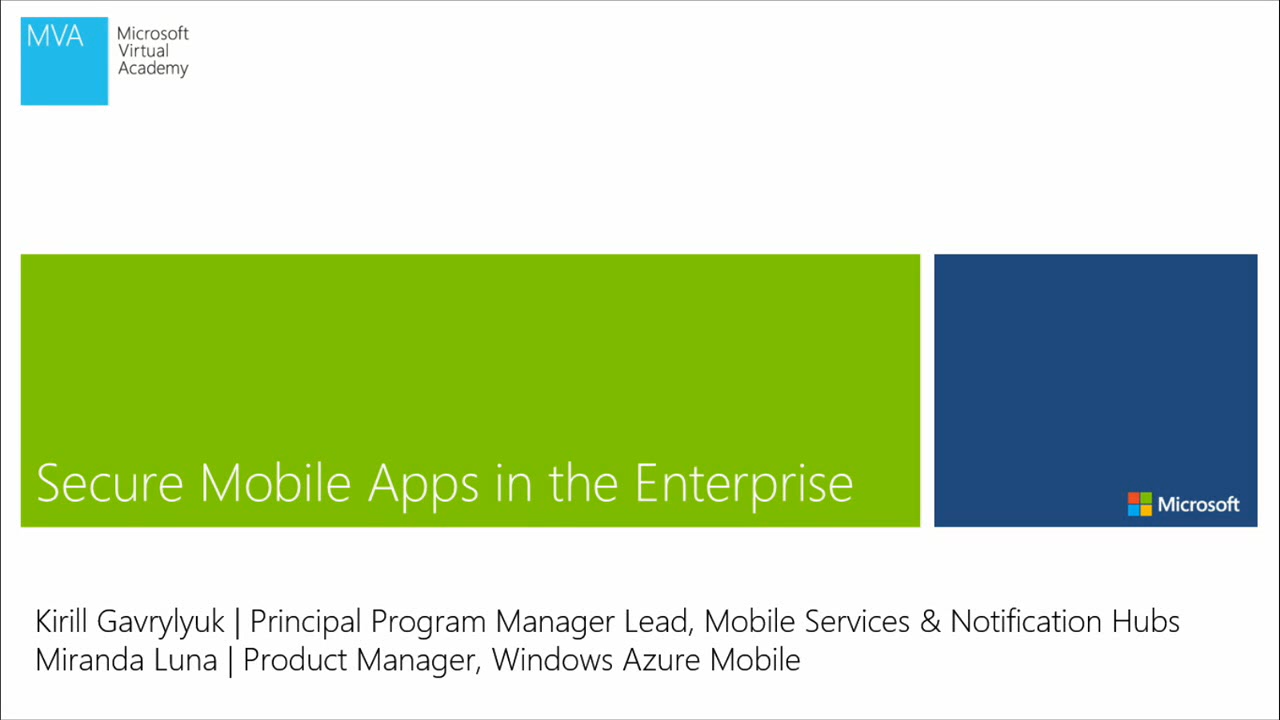 MVA
Microsoft
Virtual
Academy
Secure Mobile Apps in the Enterprise
Microsoft
Kirill Gavrylyuk | Principal Program Manager Lead, Mobile Services & Notification Hubs
Miranda Luna | Product Manager, Windows Azure Mobile